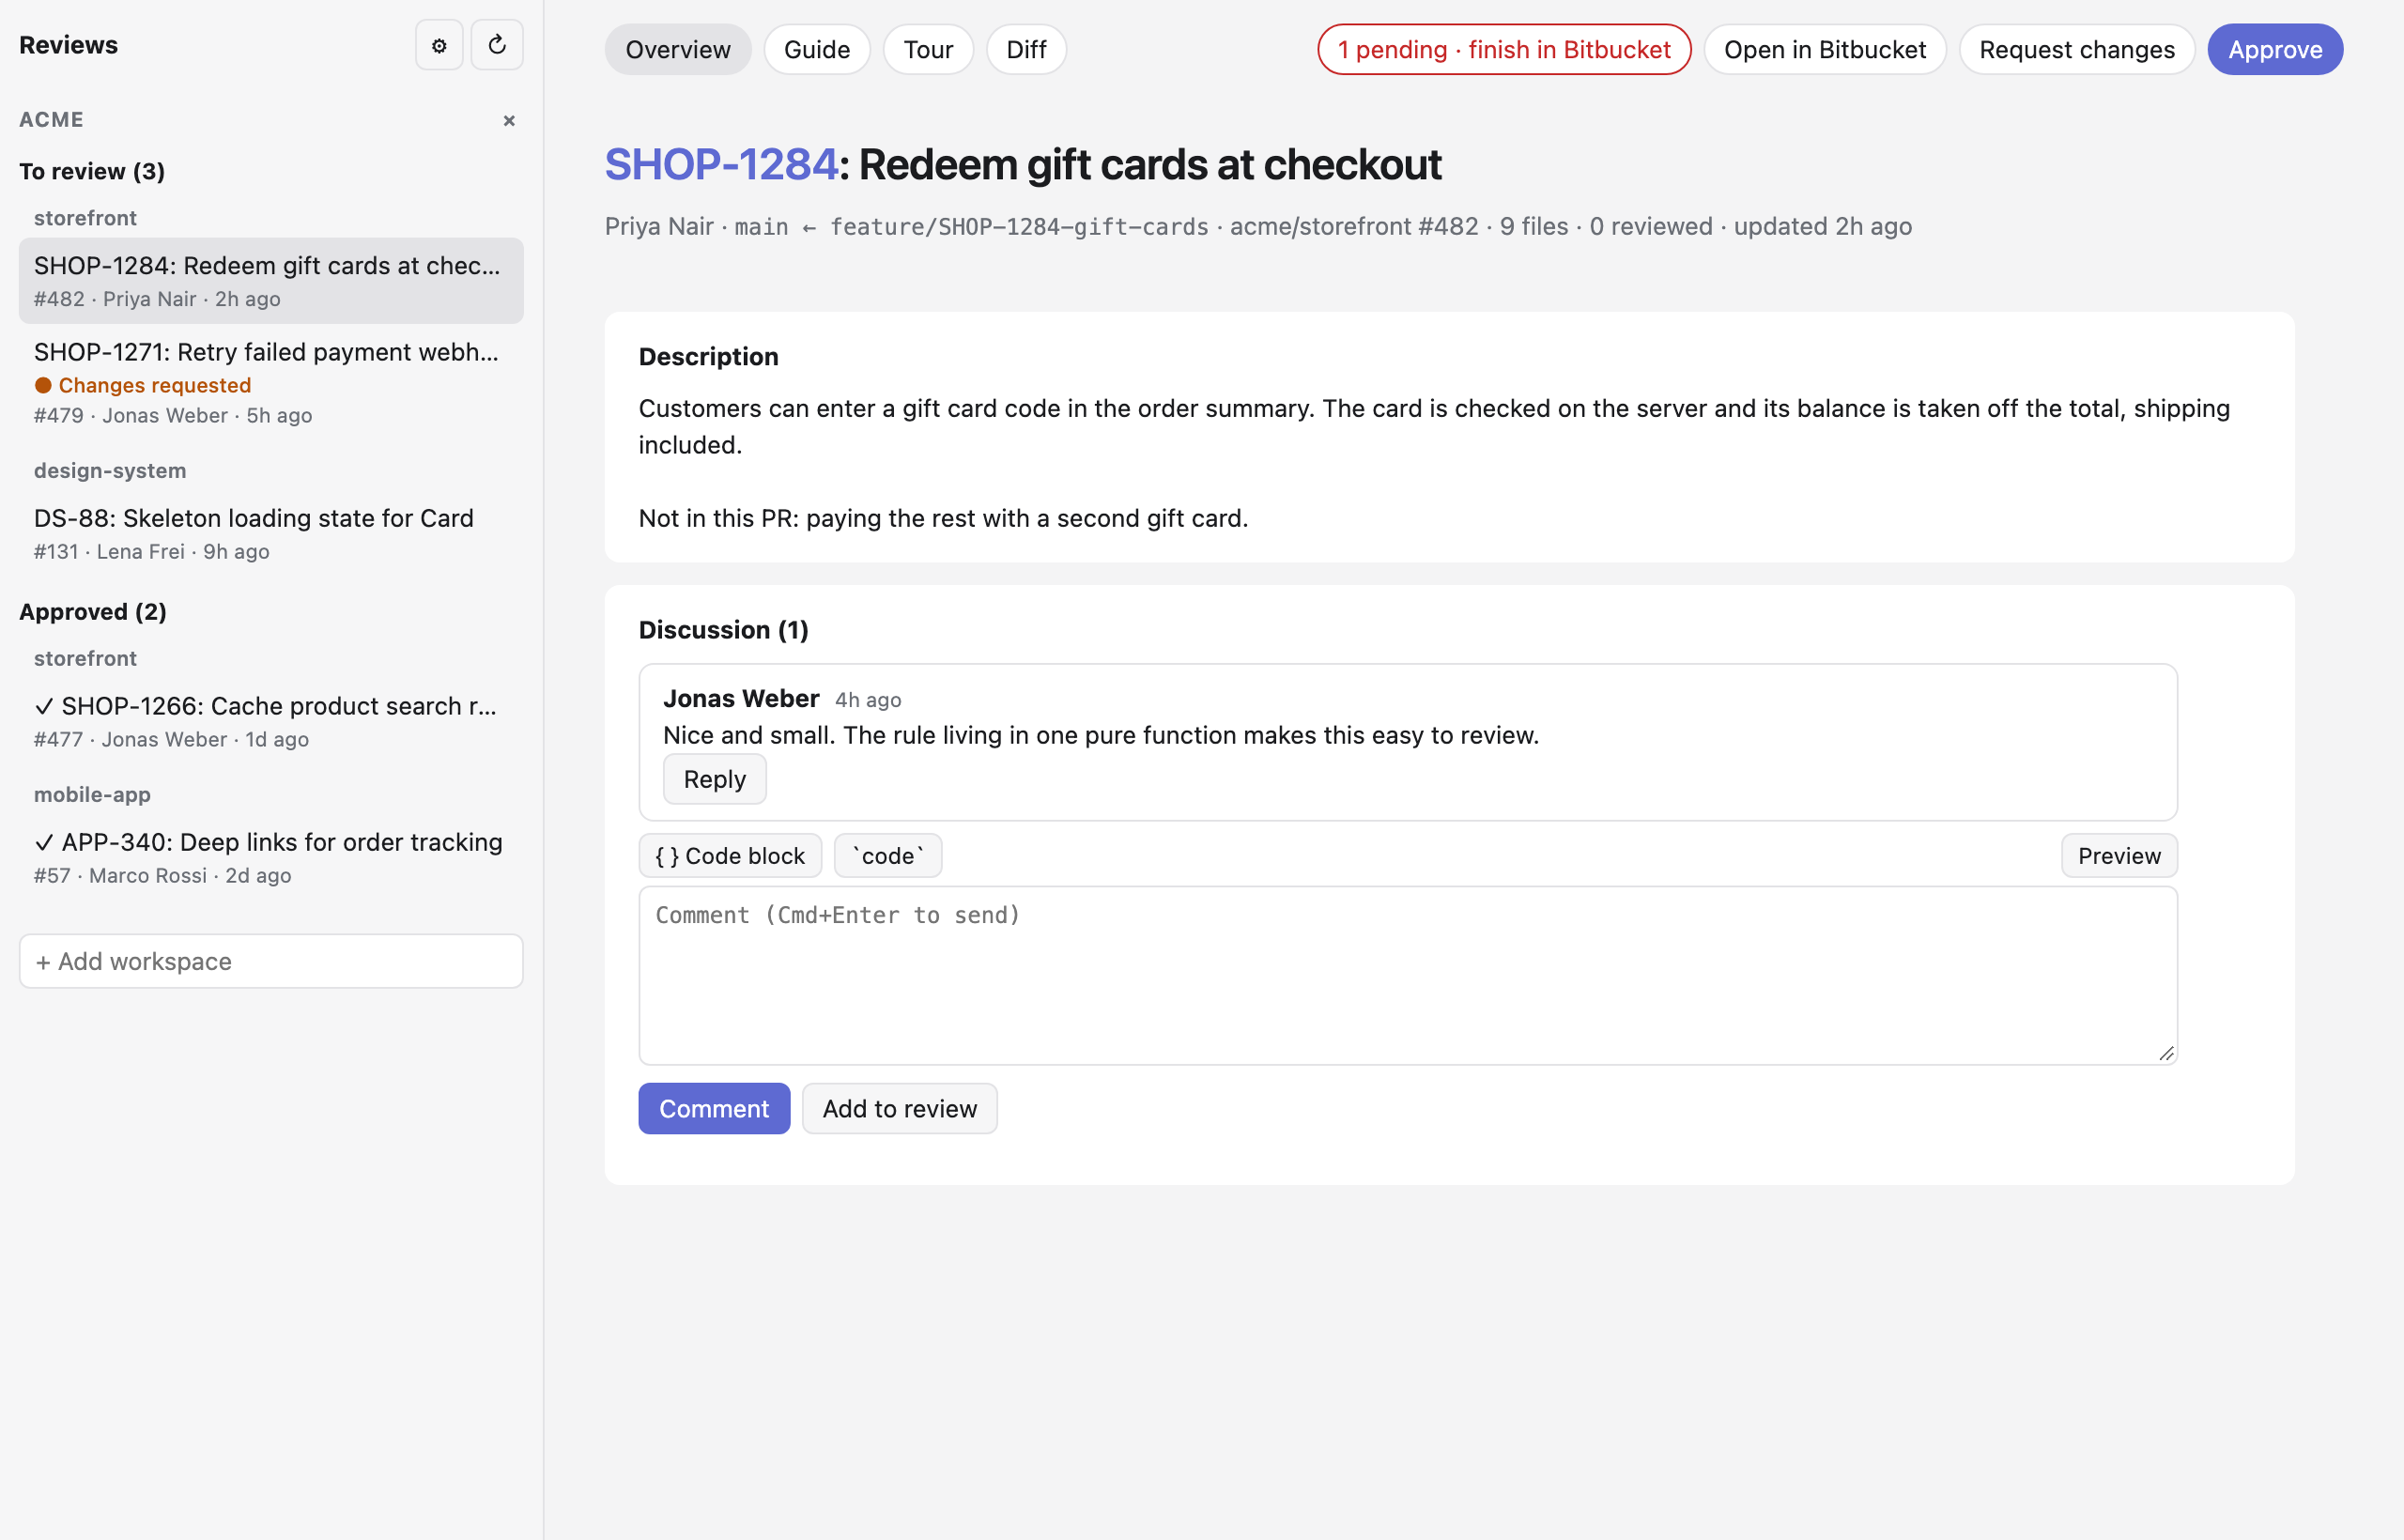 Reviews
ACME
To review (3)
storefront
SHOP-1284: Redeem gift cards at chec...
#482 · Priya Nair · 2h ago
SHOP-1271: Retry failed payment webh...
Changes requested
#479 · Jonas Weber · 5h ago
design-system
DS-88: Skeleton loading state for Card
#131 · Lena Frei · 9h ago
Approved (2)
storefront
✓ SHOP-1266: Cache product search r...
#477 · Jonas Weber · 1d ago
mobile-app
✓ APP-340: Deep links for order tracking
#57 · Marco Rossi · 2d ago
+ Add workspace
Overview Guide Tour Diff
1 pending · finish in Bitbucket Open in Bitbucket Request changes Approve
SHOP-1284: Redeem gift cards at checkout
Priya Nair · main ← feature/SHOP-1284-gift-cards · acme/storefront #482 · 9 files · 0 reviewed · updated 2h ago
Description
Customers can enter a gift card code in the order summary. The card is checked on the server and its balance is taken off the total, shipping
included.
Not in this PR: paying the rest with a second gift card.
Discussion (1)
Jonas Weber 4h ago
Nice and small. The rule living in one pure function makes this easy to review.
Reply
{ } Code block `code` Preview
Comment (Cmd+Enter to send)
Comment Add to review